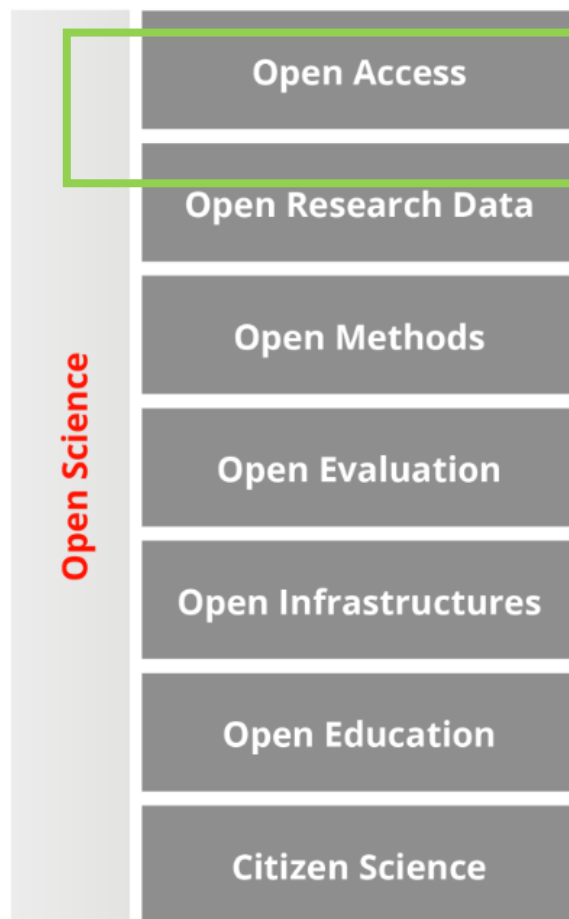 Open Science
Open Access
Open Research Data
Open Methods
Open Evaluation
Open Infrastructures
Open Education
Citizen Science